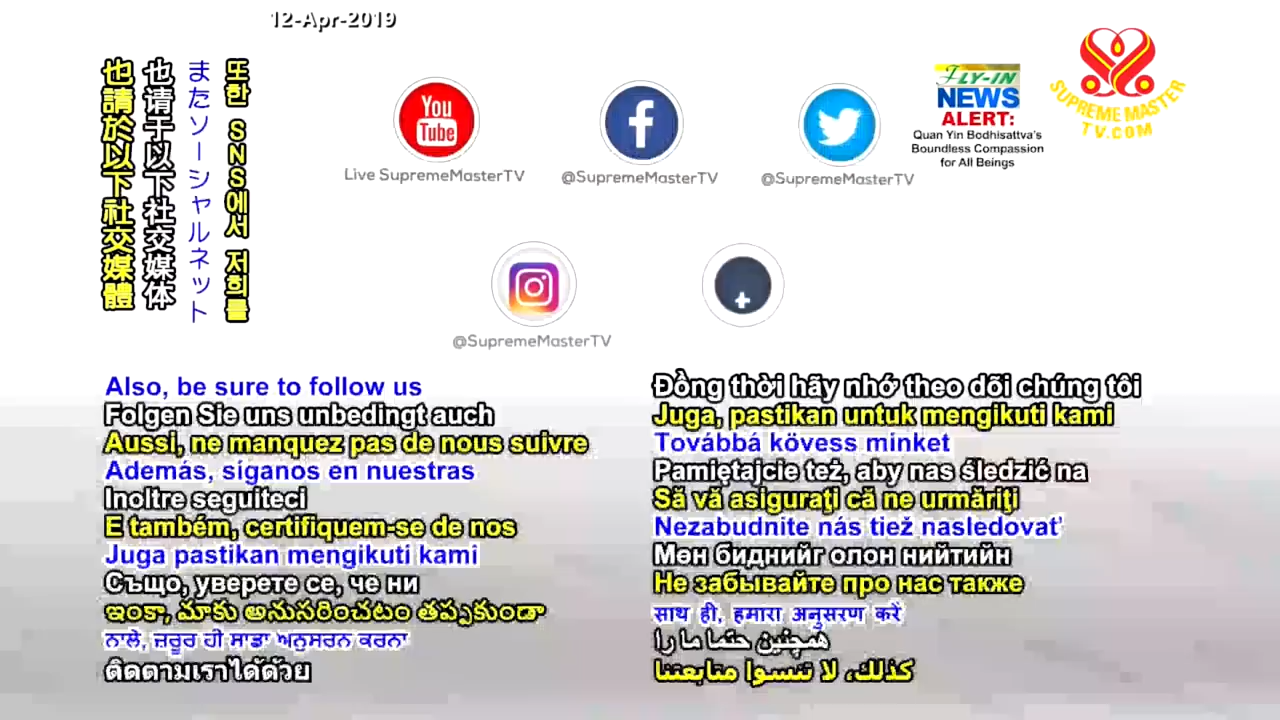 12-Apr-2019
也請於以下社交媒體
也请于以下社交媒体
またソーシャルネット
또한 SNS에서 저희를
You
Tube
Live SupremeMasterTV
@SupremeMasterTV
@SupremeMasterTV
FLY-IN
NEWS
ALERT:
Quan Yin Bodhisattva's
Boundless Compassion
for All Beings
SUPREME MASTER
TV.COM
@SupremeMasterTV
Also, be sure to follow us
Folgen Sie uns unbedingt auch
Aussi, ne manquez pas de nous suivre
Además, síganos en nuestras
Inoltre seguiteci
E também, certifiquem-se de nos
Juga pastikan mengikuti kami
Също, уверете се, че ни
ఇంకా, మాకు అనుసరించటం తప్పకుండా
ਨਾਲੇ, ਜ਼ਰੂਰ ਹੀ ਸਾਡਾ ਅਨੁਸਰਨ ਕਰਨਾ
ติดตามเราได้ด้วย
Đồng thời hãy nhớ theo dõi chúng tôi
Juga, pastikan untuk mengikuti kami
Továbbá kövess minket
Pamiętajcie też, aby nas śledzić na
Să vă asiguraţi că ne urmăriţi
Nezabudnite nás tiež nasledovať
Мөн биднийг олон нийтийн
Не забывайте про нас также
साथ ही, हमारा अनुसरण करें
همچنین حتما ما را
كذلك، لا تنسوا متابعتنا